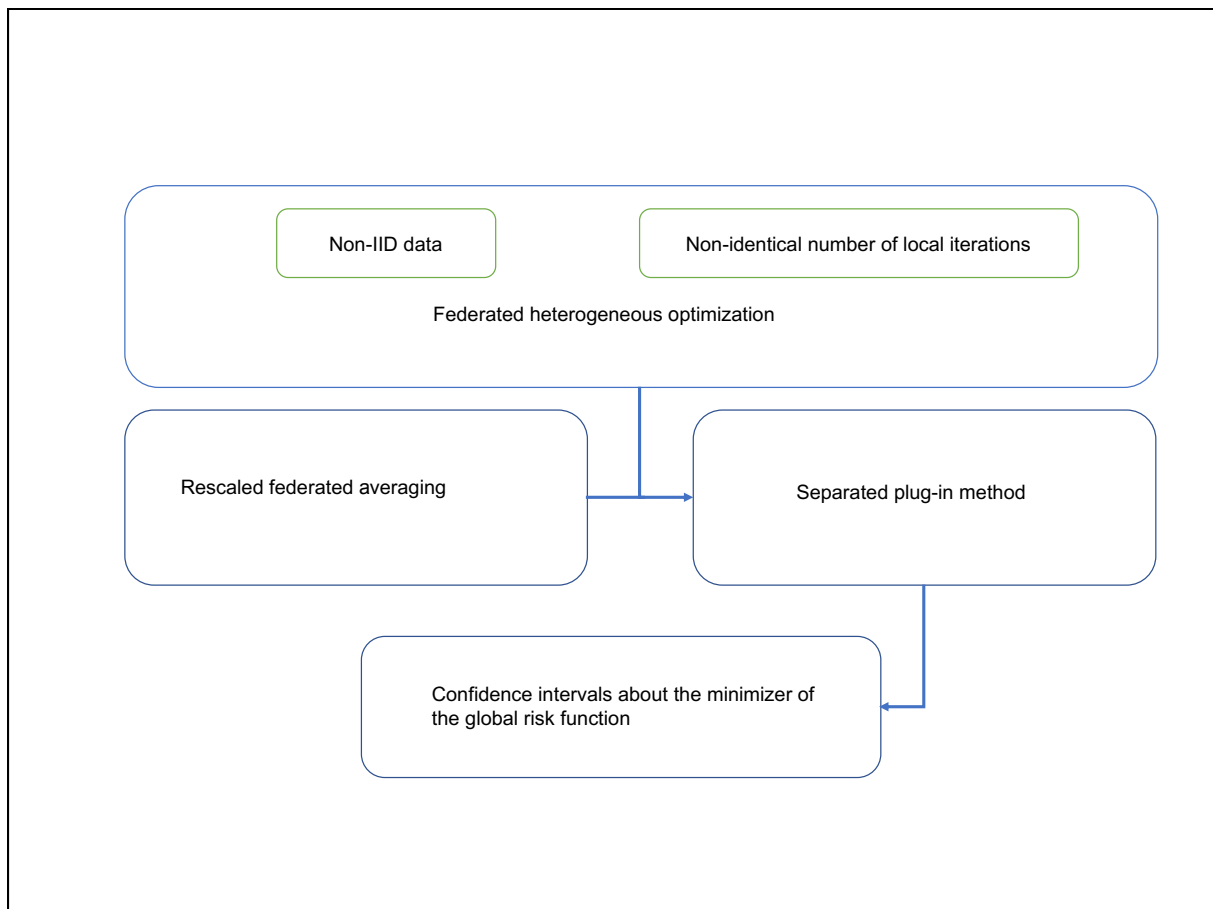 Non-IID data
Non-identical number of local iterations
Federated heterogeneous optimization
Rescaled federated averaging
Separated plug-in method
Confidence intervals about the minimizer of
the global risk function